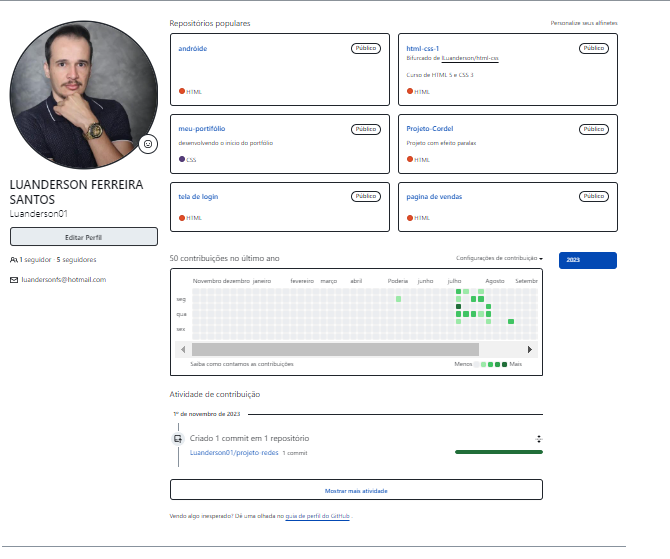 LUANDERSON FERREIRA
SANTOS
Luanderson01
Editar Perfil
1 seguidor · 5 seguidores
luandersonfs@hotmail.com
Repositórios populares
Personalize seus alfinetes
andróide
Público
HTML
html-css-1
Público
Bifurcado de lLuanderson/html-css
Curso de HTML 5 e CSS 3
HTML
meu-portifólio
Público
desenvolvendo o inicio do portfólio
CSS
Projeto-Cordel
Público
Projeto com efeito paralas
HTML
tela de login
Público
HTML
pagina de vendas
Público
HTML
50 contribuições no último ano
Configurações de contribuição
2023
Novembro dezembro janeiro fevereiro março abril Poderia junho julho Agosto Setembr
seg
qua
sex
Saiba como contamos as contribuições
Menos
Mais
Atividade de contribuição
1º de novembro de 2023
Criado 1 commit em 1 repositório
Luanderson01/projeto-redes 1 commit
Mostrar mais atividade
Vendo algo inesperado? Dê uma olhada no guia de perfil do GitHub .